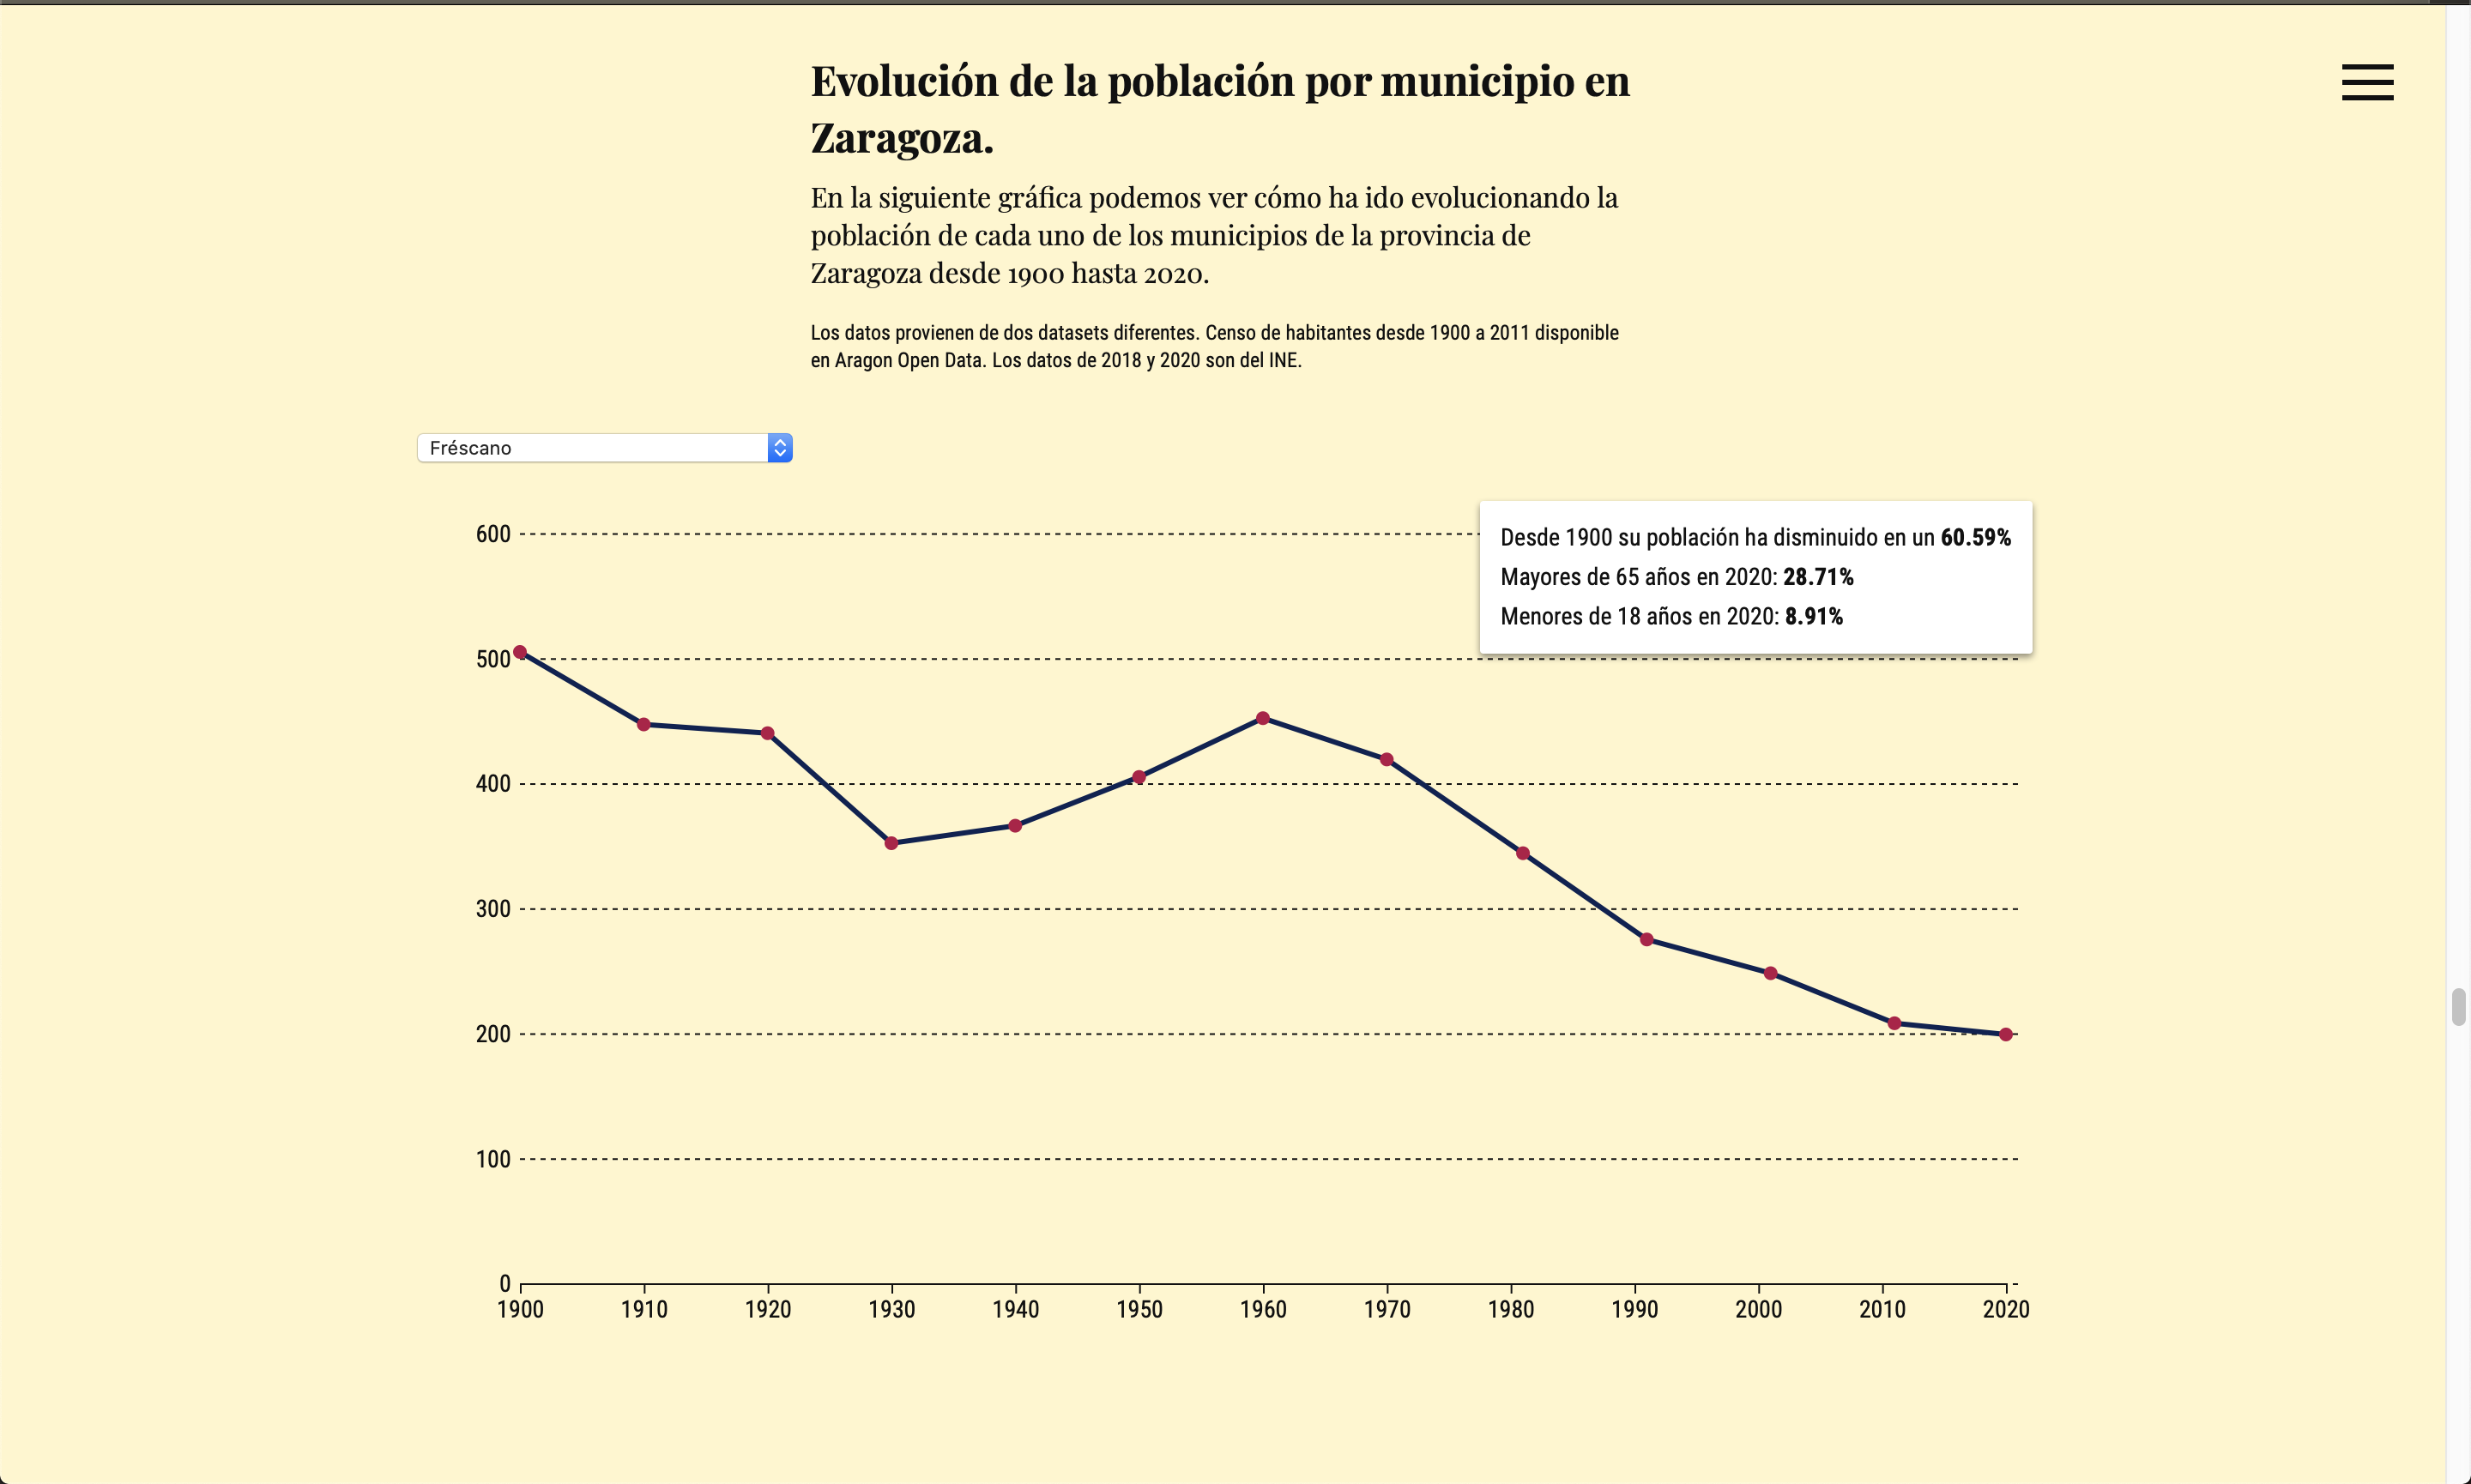 Evolución de la población por municipio en
Zaragoza.
En la siguiente gráfica podemos ver cómo ha ido evolucionando la
población de cada uno de los municipios de la provincia de
Zaragoza desde 1900 hasta 2020.
Los datos provienen de dos datasets diferentes. Censo de habitantes desde 1900 a 2011 disponible
en Aragon Open Data. Los datos de 2018 y 2020 son del INE.
Fréscano
Desde 1900 su población ha disminuido en un 60.59%
Mayores de 65 años en 2020: 28.71%
Menores de 18 años en 2020: 8.91%
600
500
400
300
200
100
0
1900 1910 1920 1930 1940 1950 1960 1970 1980 1990 2000 2010 2020